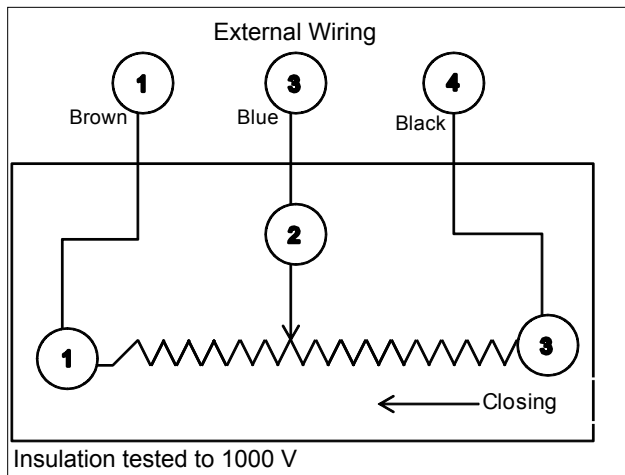 External Wiring
1 3 4
Brown Blue Black
2
1 3
Closing
Insulation tested to 1000 V